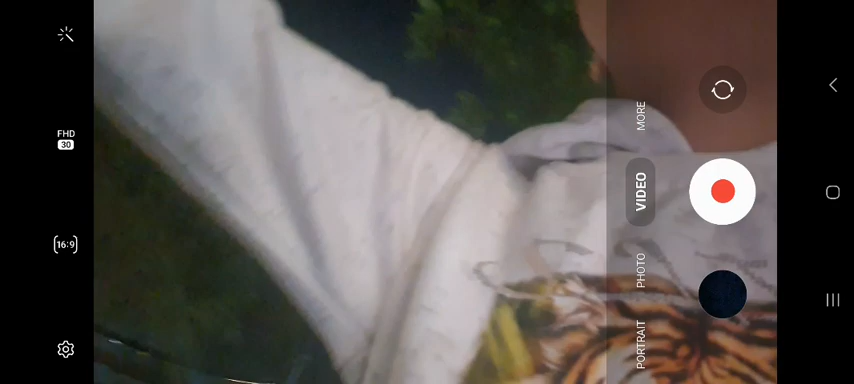 FHD
30
16:9
MORE
VIDEO
PHOTO
PORTRAIT